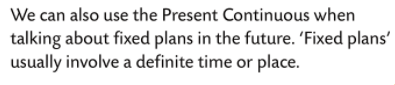 We can also use the Present Continuous when
talking about fixed plans in the future. ‘Fixed plans’
usually involve a definite time or place.